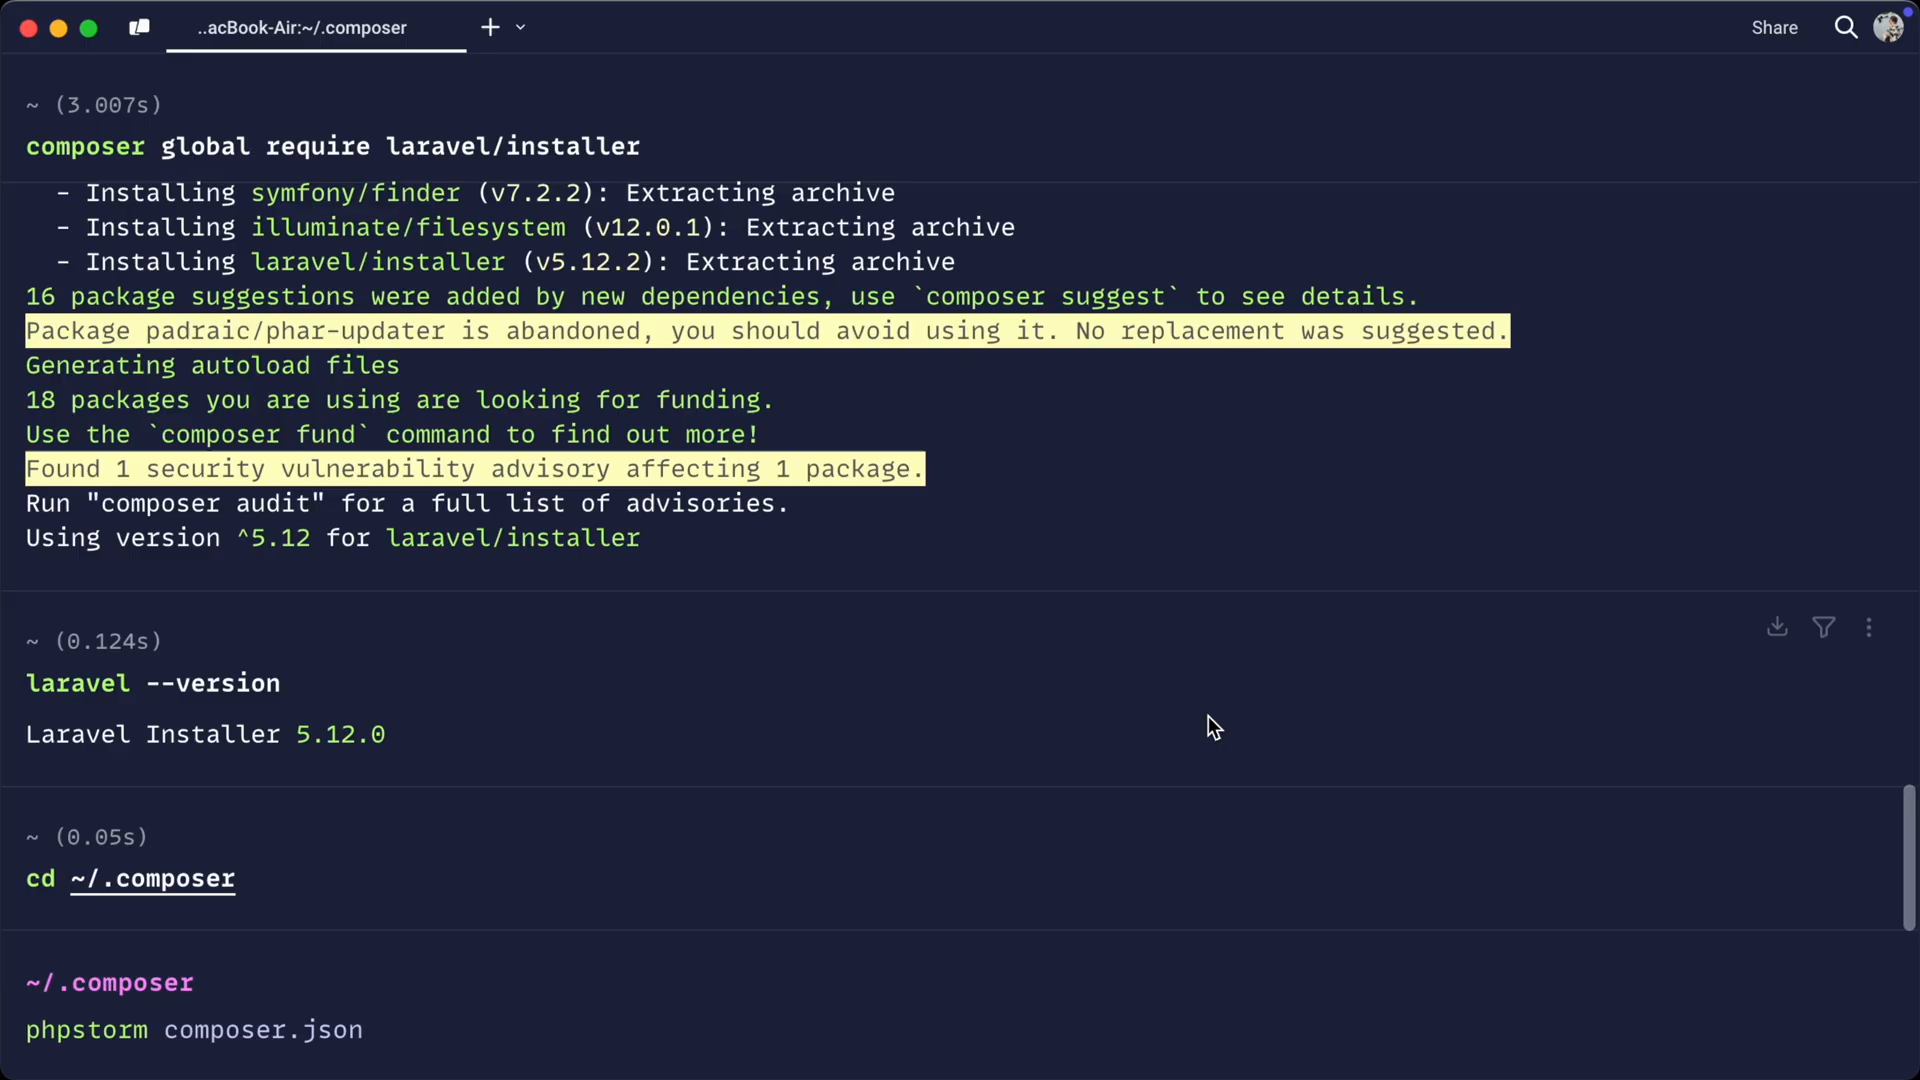 ..acBook-Air:~/.composer
Share
~ (3.007s)
composer global require laravel/installer
- Installing symfony/finder (v7.2.2): Extracting archive
- Installing illuminate/filesystem (v12.0.1): Extracting archive
- Installing laravel/installer (v5.12.2): Extracting archive
16 package suggestions were added by new dependencies, use `composer suggest` to see details.
Package padraic/phar-updater is abandoned, you should avoid using it. No replacement was suggested.
Generating autoload files
18 packages you are using are looking for funding.
Use the `composer fund` command to find out more!
Found 1 security vulnerability advisory affecting 1 package.
Run "composer audit" for a full list of advisories.
Using version ^5.12 for laravel/installer
~ (0.124s)
laravel --version
Laravel Installer 5.12.0
~ (0.05s)
cd ~/.composer
~/.composer
phpstorm composer.json